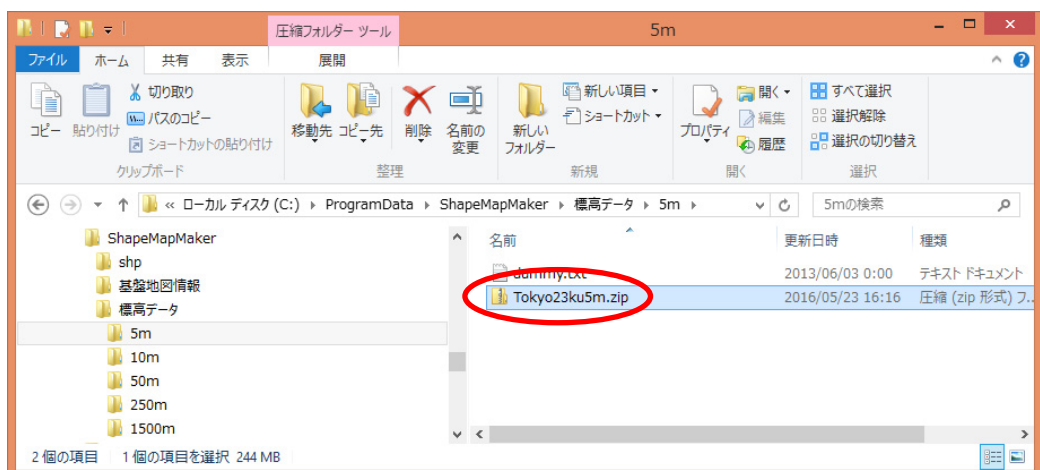 圧縮フォルダー ツール
5m
ファイル ホーム 共有 表示 展開
コピー
貼り付け
切り取り
パスのコピー
ショートカットの貼り付け
クリップボード
移動先
コピー先
削除
名前の
変更
整理
新しい
フォルダー
新しい項目
ショートカット
新規
プロパティ
開く
編集
履歴
開く
すべて選択
選択解除
選択の切り替え
選択
« ローカル ディスク (C:) ProgramData ShapeMapMaker 標高データ 5m
5mの検索
ShapeMapMaker
shp
基盤地図情報
標高データ
5m
10m
50m
250m
1500m
名前 更新日時 種類
dummy.txt 2013/06/03 0:00 テキスト ドキュメント
Tokyo23ku5m.zip 2016/05/23 16:16 圧縮 (zip 形式) フ...
2 個の項目 1 個の項目を選択 244 MB